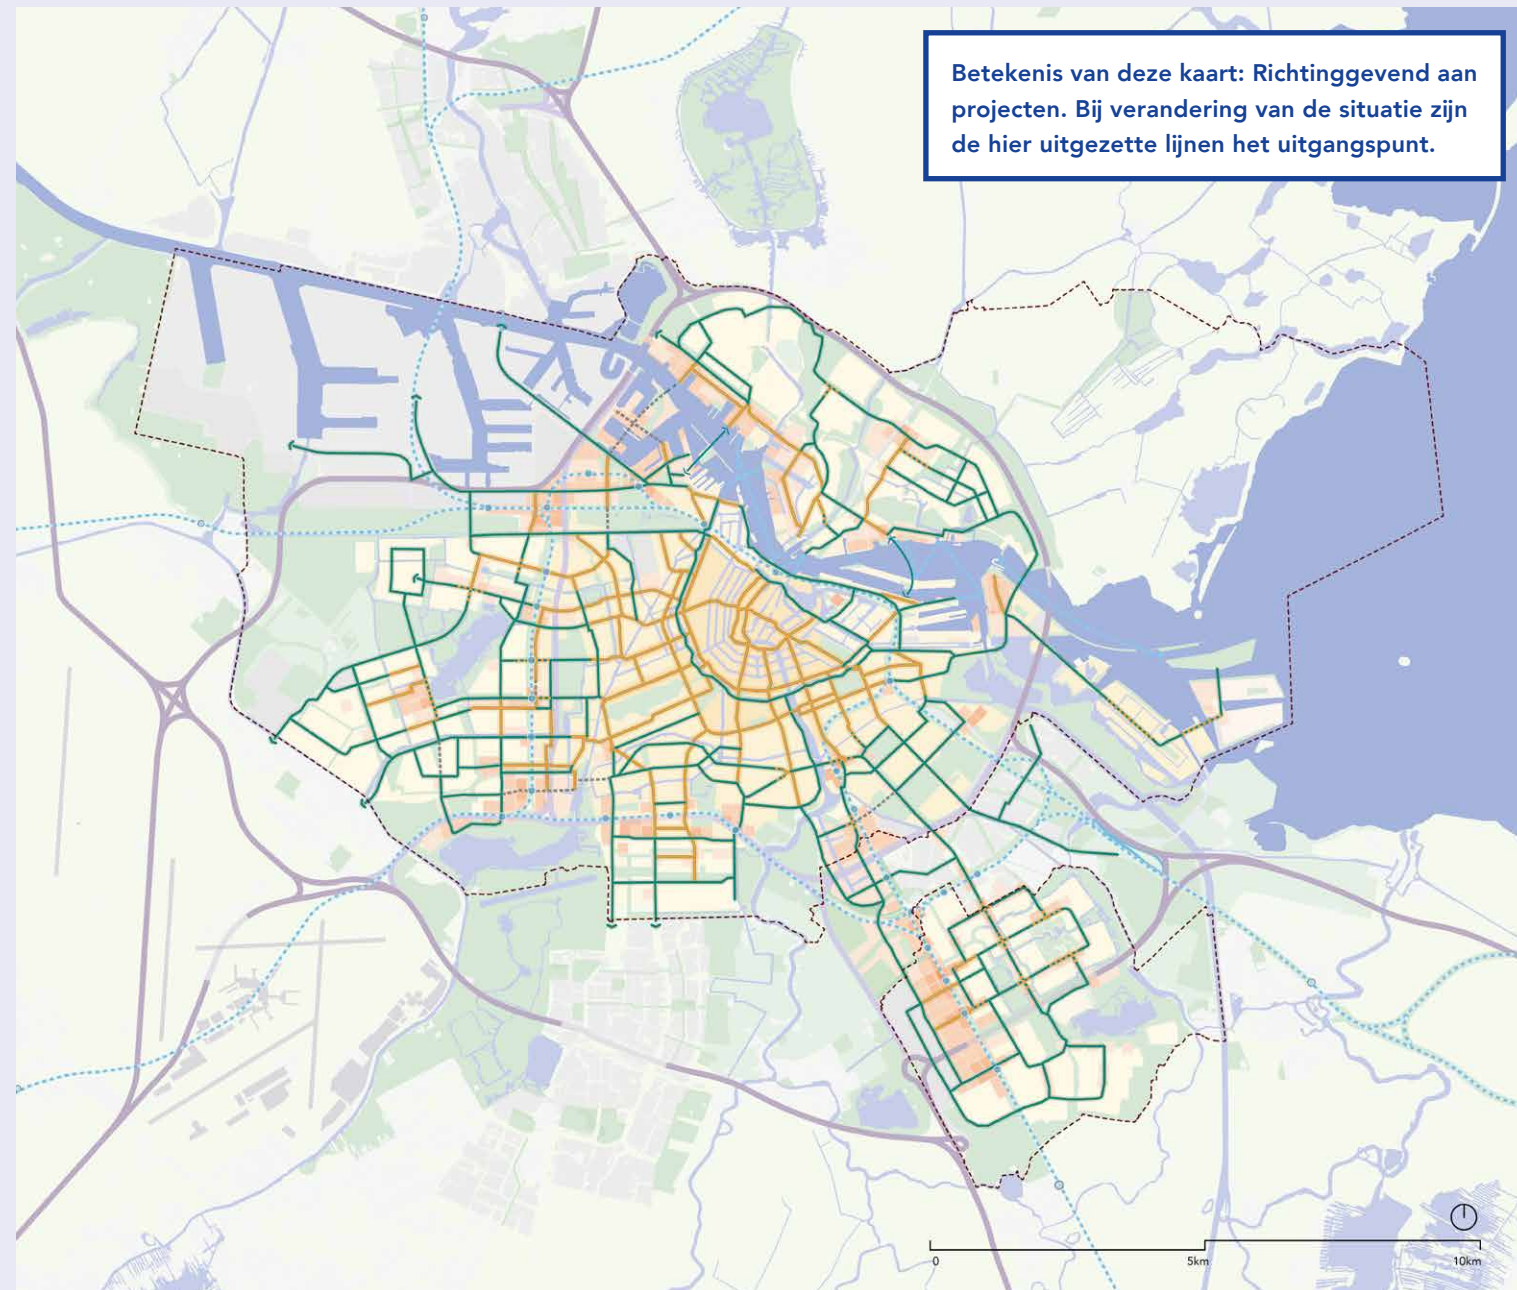 Betekenis van deze kaart: Richtinggevend aan
projecten. Bij verandering van de situatie zijn
de hier uitgezette lijnen het uitgangspunt.
0
5km
10km